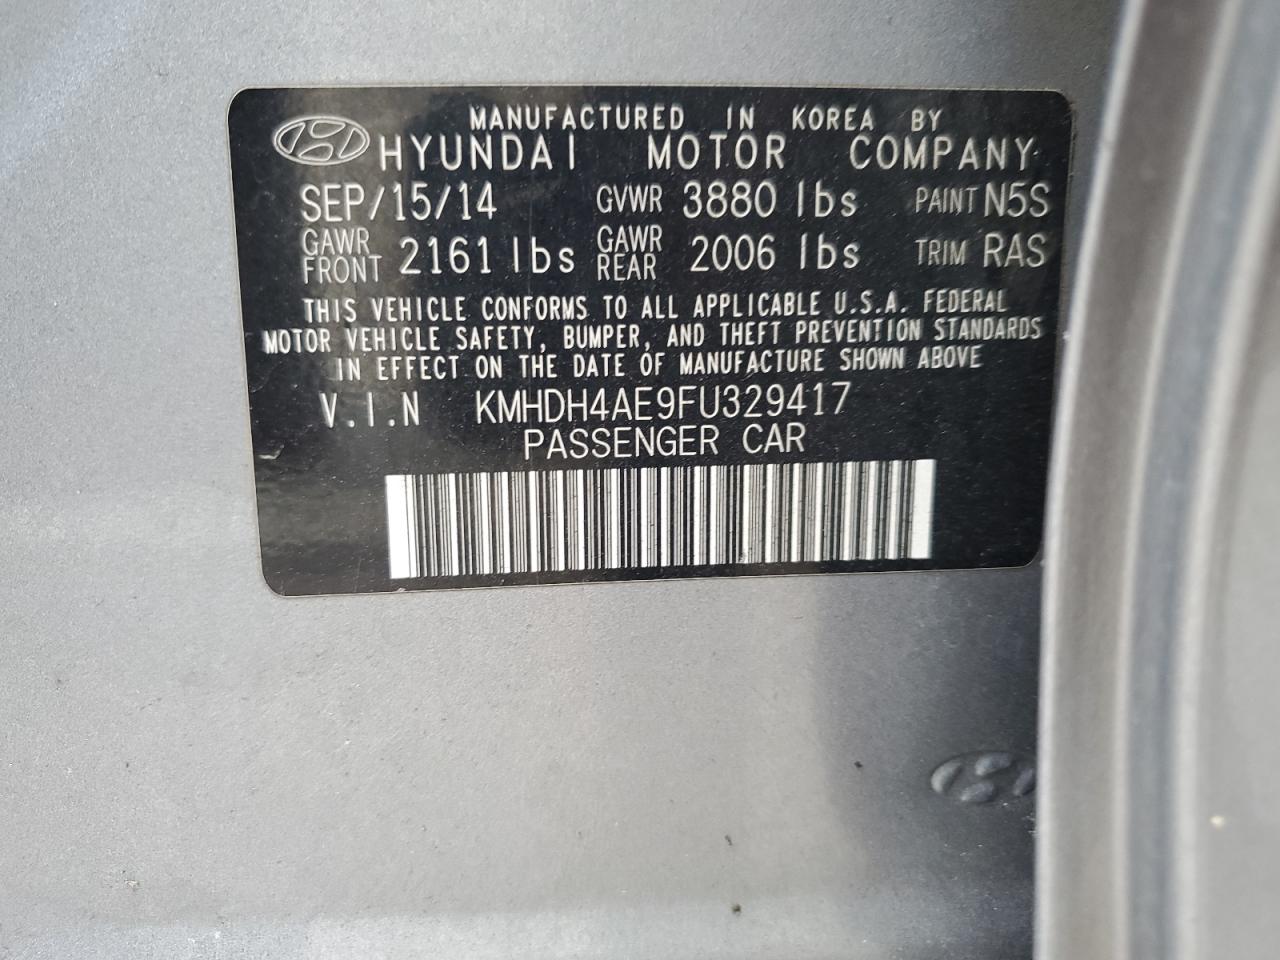 MANUFACTURED IN KOREA BY
HYUNDAI MOTOR COMPANY
SEP/15/14 GVWR 3880 lbs PAINT N5S
GAWR FRONT 2161 lbs GAWR REAR 2006 lbs TRIM RAS
THIS VEHICLE CONFORMS TO ALL APPLICABLE U.S.A. FEDERAL
MOTOR VEHICLE SAFETY, BUMPER, AND THEFT PREVENTION STANDARDS
IN EFFECT ON THE DATE OF MANUFACTURE SHOWN ABOVE
V.I.N KMHDH4AE9FU329417
PASSENGER CAR